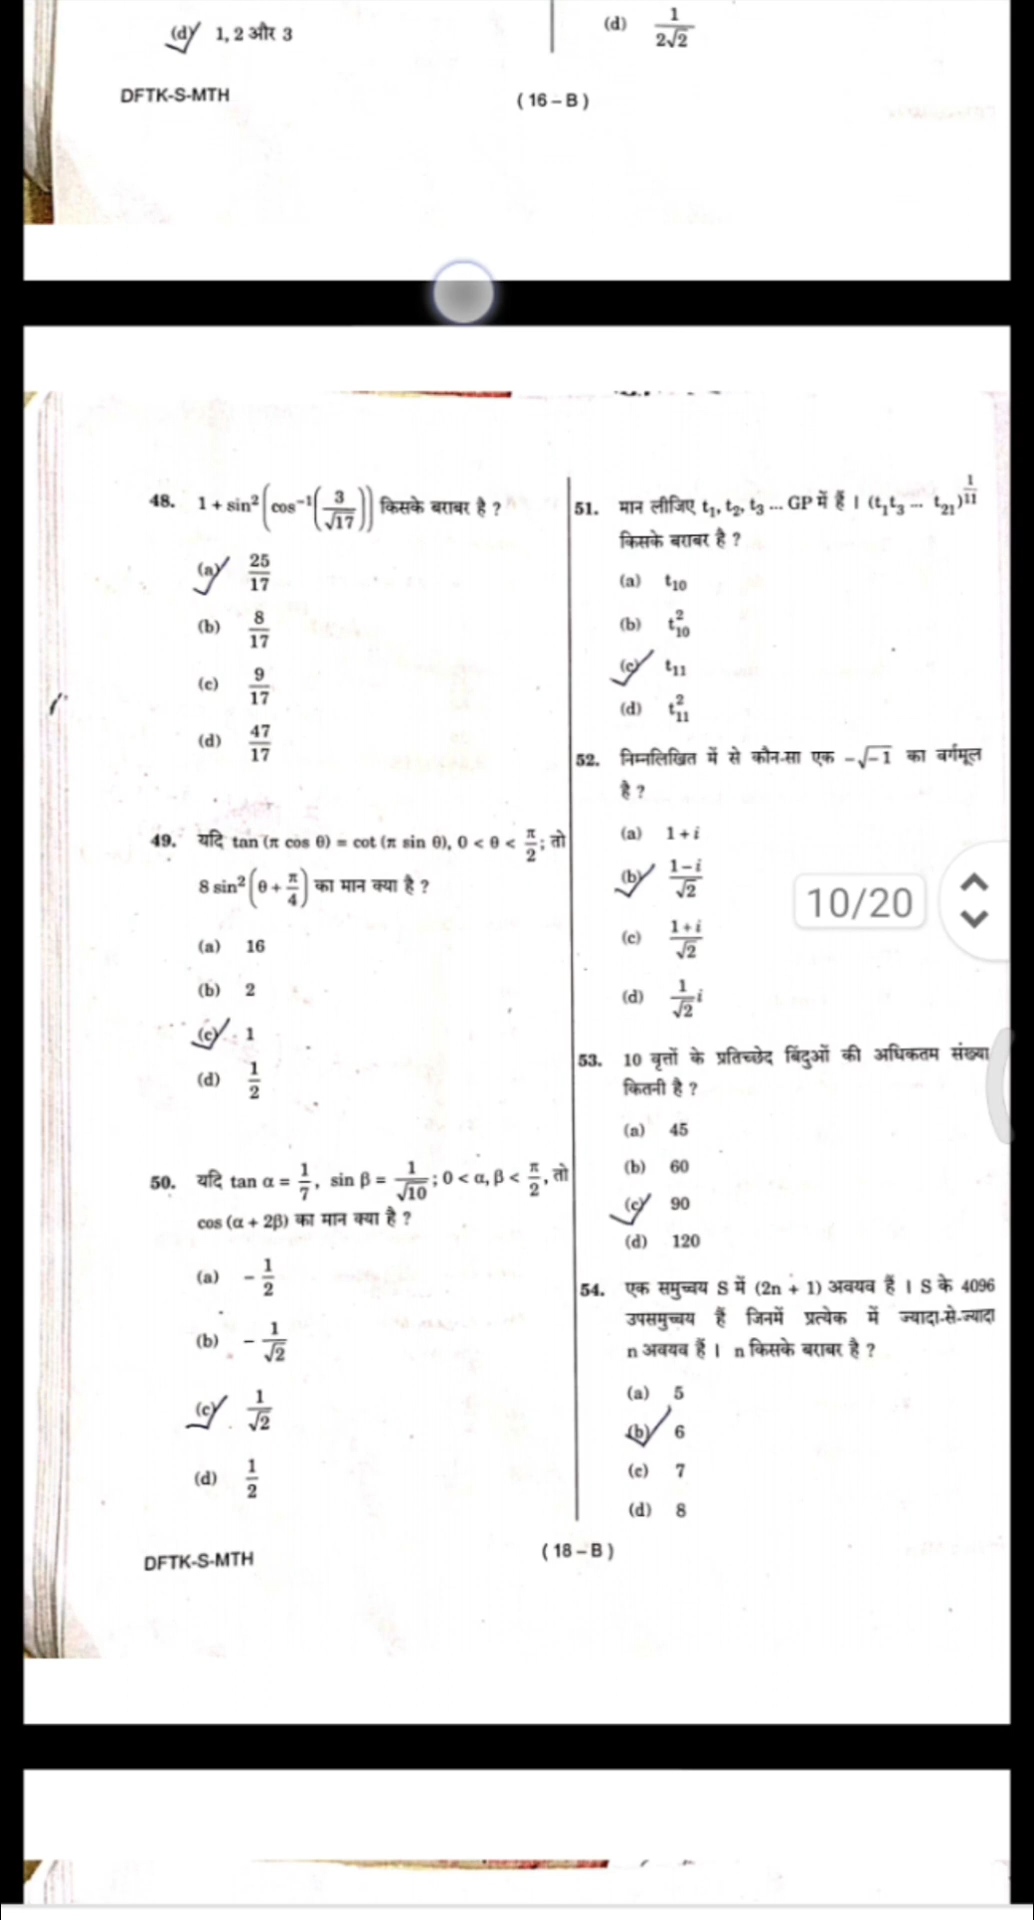 (d) 1, 2 और 3
(d) 1/(2√2)
DFTK-S-MTH
( 16 – B )
48. 1 + sin²(cos⁻¹(3/√17)) किसके बराबर है ?
(a) 25/17
(b) 8/17
(c) 9/17
(d) 47/17
49. यदि tan (π cos θ) = cot (π sin θ), 0 < θ < π/2; तो
8 sin²(θ + π/4) का मान क्या है ?
(a) 16
(b) 2
(c) 1
(d) 1/2
50. यदि tan α = 1/7, sin β = 1/√10; 0 < α, β < π/2, तो
cos (α + 2β) का मान क्या है ?
(a) – 1/2
(b) – 1/√2
(c) 1/√2
(d) 1/2
DFTK-S-MTH
51. मान लीजिए t₁, t₂, t₃ ... GP में हैं । (t₁t₃ ... t₂₁)^(1/11)
किसके बराबर है ?
(a) t₁₀
(b) t₁₀²
(c) t₁₁
(d) t₁₁²
52. निम्नलिखित में से कौन-सा एक –√–1 का वर्गमूल
है ?
(a) 1 + i
(b) (1–i)/√2
(c) (1+i)/√2
(d) 1/√2 i
10/20
53. 10 वृत्तों के प्रतिच्छेद बिंदुओं की अधिकतम संख्या
कितनी है ?
(a) 45
(b) 60
(c) 90
(d) 120
54. एक समुच्चय S में (2n + 1) अवयव हैं । S के 4096
उपसमुच्चय हैं जिनमें प्रत्येक में ज्यादा-से-ज्यादा
n अवयव हैं । n किसके बराबर है ?
(a) 5
(b) 6
(c) 7
(d) 8
( 18 – B )